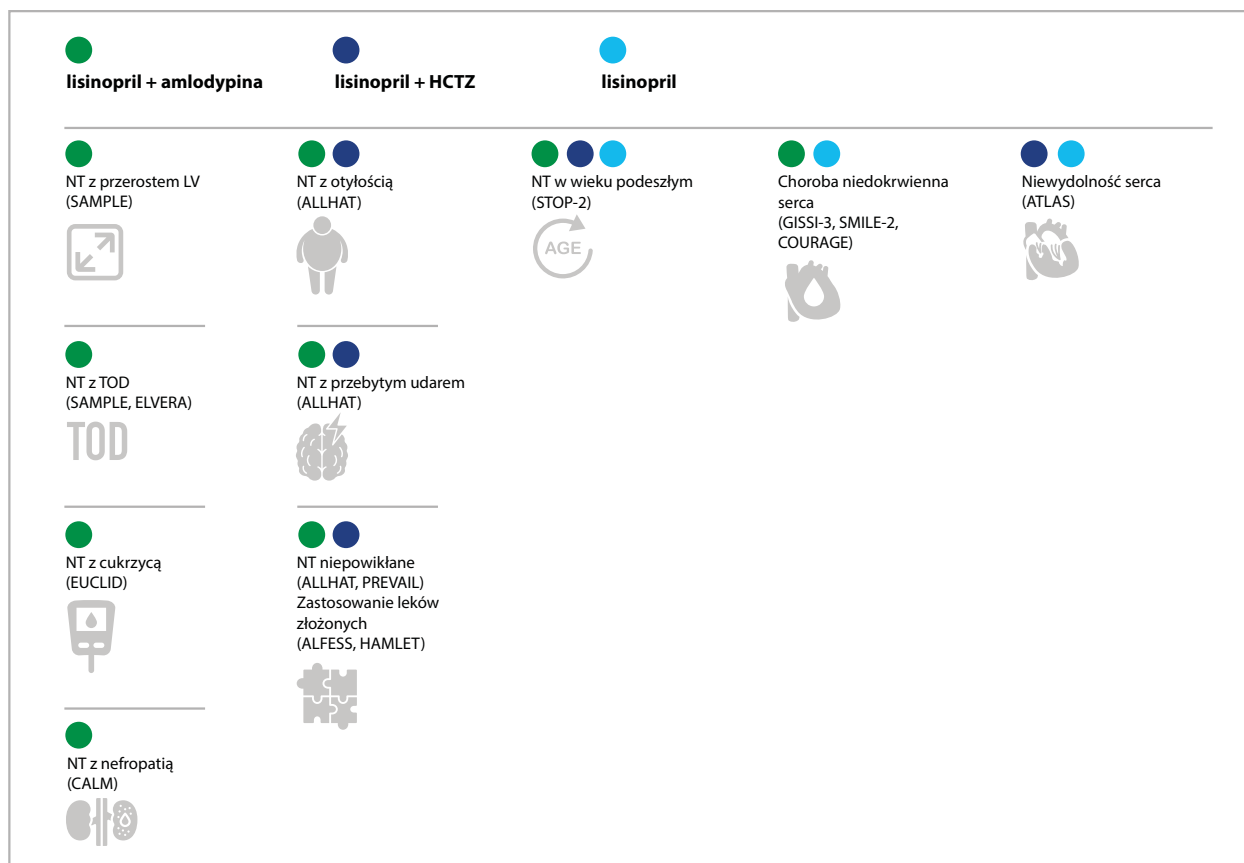 lisinopril + amlodypina
lisinopril + HCTZ
lisinopril
NT z przerostem LV
(SAMPLE)
NT z otyłością
(ALLHAT)
NT w wieku podeszłym
(STOP-2)
AGE
Choroba niedokrwienna
serca
(GISSI-3, SMILE-2,
COURAGE)
Niewydolność serca
(ATLAS)
NT z TOD
(SAMPLE, ELVERA)
TOD
NT z przebytym udarem
(ALLHAT)
NT z cukrzycą
(EUCLID)
NT niepowikłane
(ALLHAT, PREVAIL)
Zastosowanie leków
złożonych
(ALFESS, HAMLET)
NT z nefropatią
(CALM)